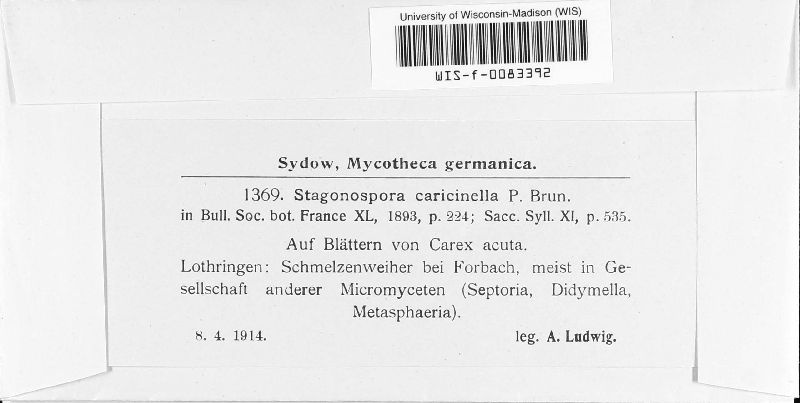 University of Wisconsin-Madison (WIS)
WIS-f-0083392
Sydow, Mycotheca germanica.
1369. Stagonospora caricinella P. Brun.
in Bull. Soc. bot. France XL, 1893, p. 224; Sacc. Syll. XI, p. 535.
Auf Blättern von Carex acuta.
Lothringen: Schmelzenweiher bei Forbach, meist in Ge-
sellschaft anderer Micromyceten (Septoria, Didymella,
Metasphaeria).
8. 4. 1914. leg. A. Ludwig.